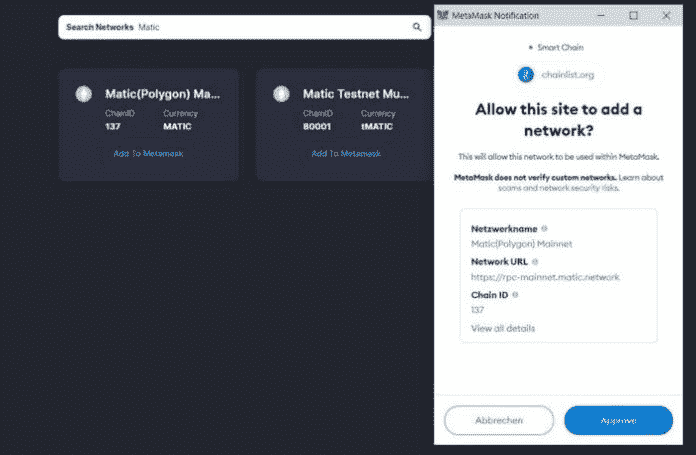 Search Networks Matic
Matic(Polygon) Ma...
ChainID Currency
137 MATIC
Add To Metamask
Matic Testnet Mu...
ChainID Currency
80001 tMATIC
Add To Metamask
MetaMask Notification
Smart Chain
chainlist.org
Allow this site to add a
network?
This will allow this network to be used within MetaMask.
MetaMask does not verify custom networks. Learn about
scams and network security risks.
Netzwerkname
Matic(Polygon) Mainnet
Network URL
https://rpc-mainnet.matic.network
Chain ID
137
View all details
Abbrechen
Approve